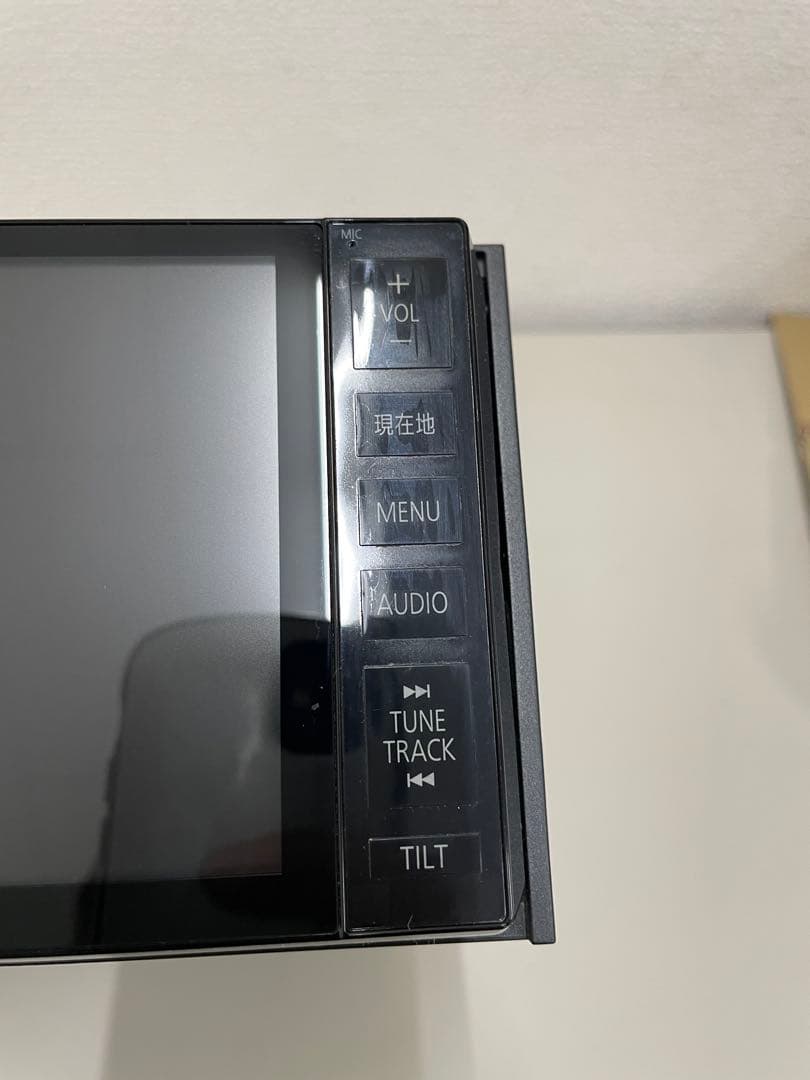 MIC
+
VOL
−
現在地
MENU
AUDIO
TUNE
TRACK
TILT